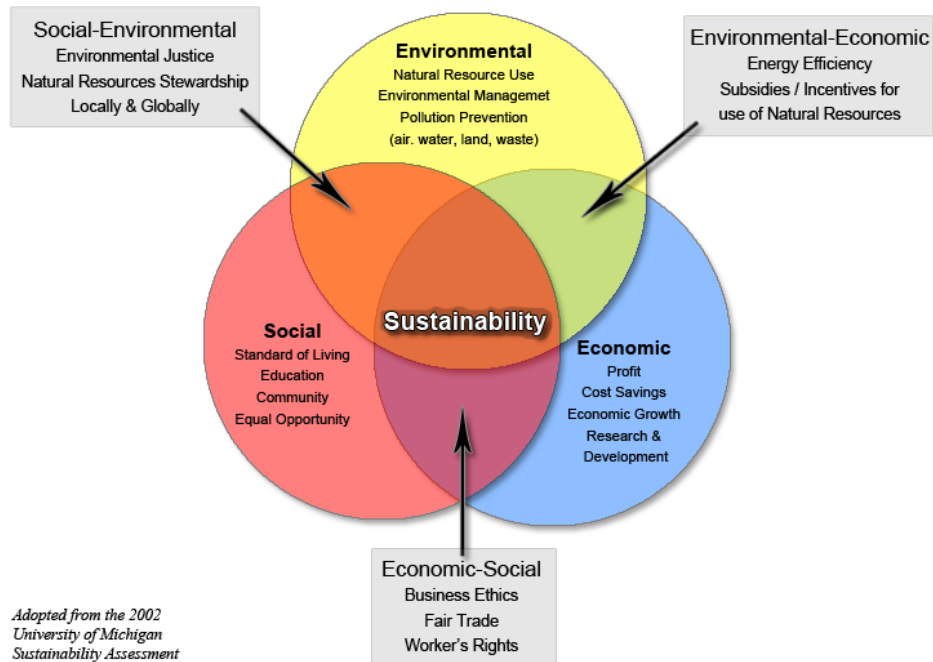 Social-Environmental
Environmental Justice
Natural Resources Stewardship
Locally & Globally
Environmental
Natural Resource Use
Environmental Managemet
Pollution Prevention
(air. water, land, waste)
Environmental-Economic
Energy Efficiency
Subsidies / Incentives for
use of Natural Resources
Sustainability
Social
Standard of Living
Education
Community
Equal Opportunity
Economic
Profit
Cost Savings
Economic Growth
Research &
Development
Economic-Social
Business Ethics
Fair Trade
Worker's Rights
Adopted from the 2002
University of Michigan
Sustainability Assessment